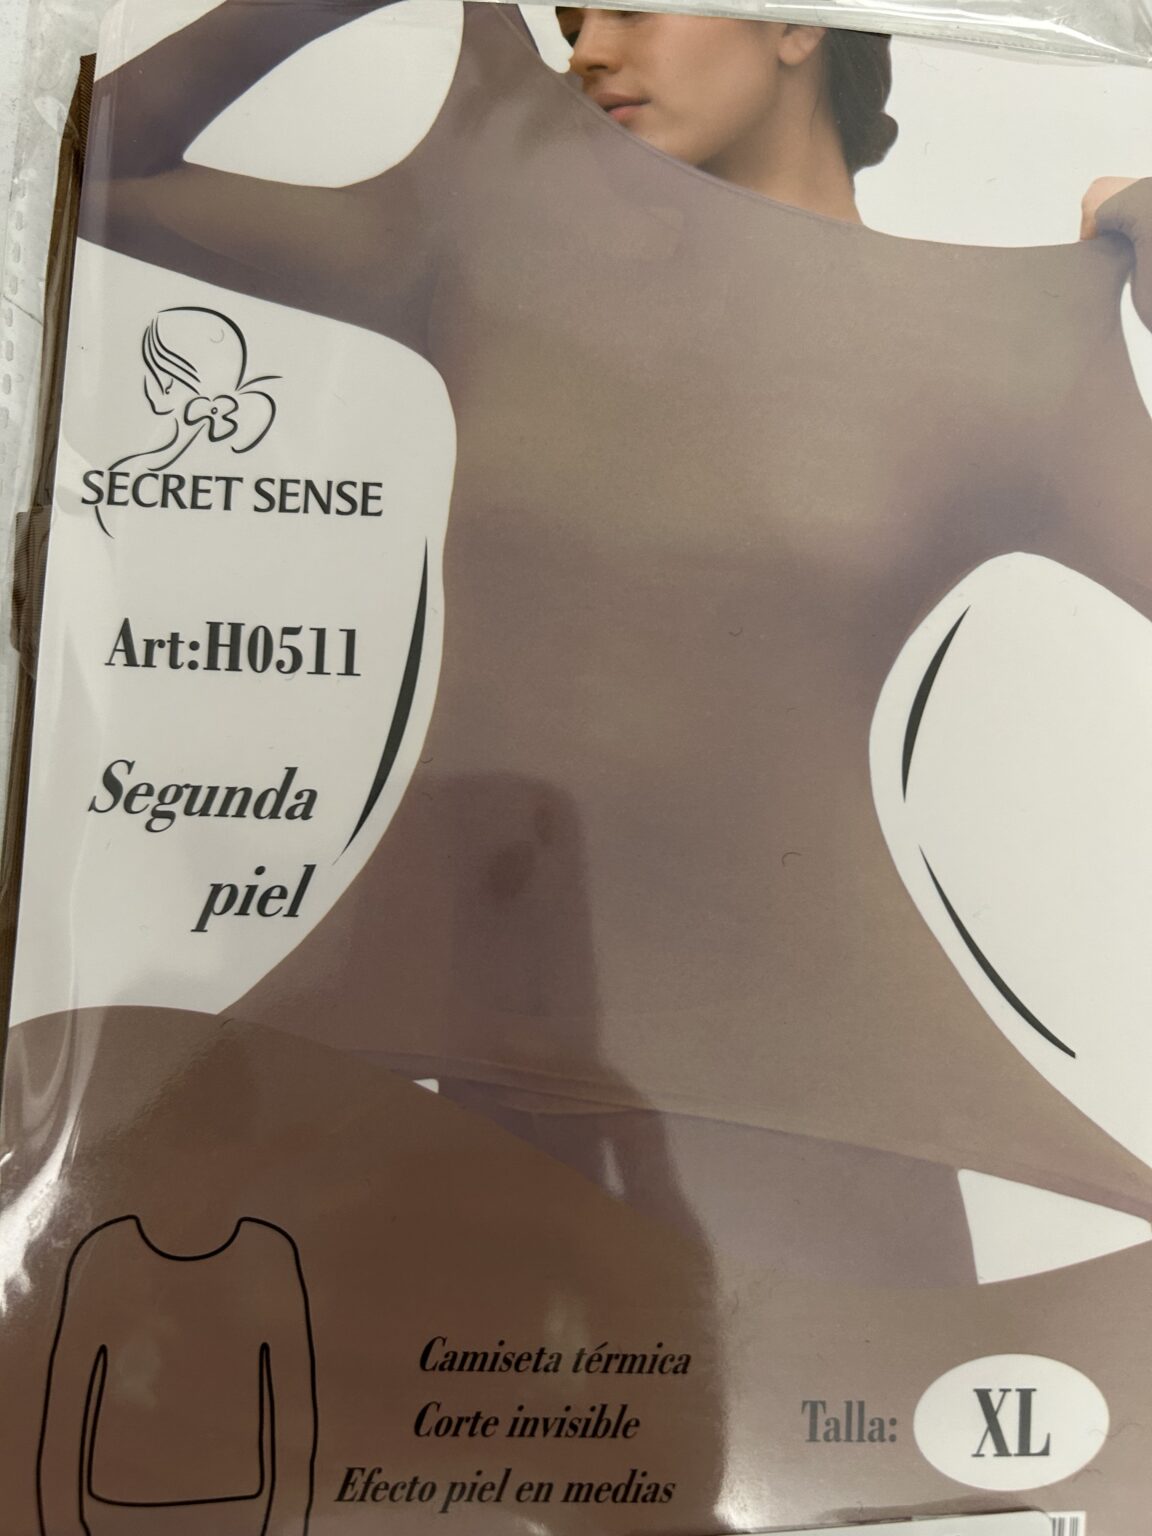 SECRET SENSE
Art:H0511
Segunda
piel
Camiseta térmica
Corte invisible
Efecto piel en medias
Talla:
XL